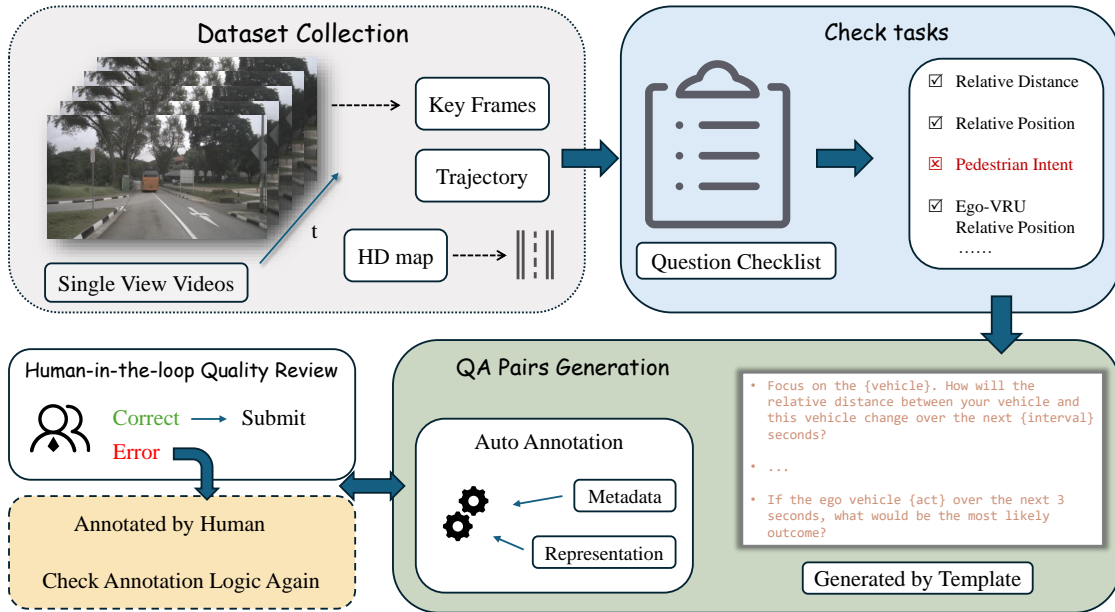 Dataset Collection
Key Frames
Trajectory
t
HD map
Single View Videos
Check tasks
Question Checklist
☑ Relative Distance
☑ Relative Position
☒ Pedestrian Intent
☑ Ego-VRU
Relative Position
……
Human-in-the-loop Quality Review
Correct
Submit
Error
Annotated by Human
Check Annotation Logic Again
QA Pairs Generation
Auto Annotation
Metadata
Representation
• Focus on the {vehicle}. How will the
relative distance between your vehicle and
this vehicle change over the next {interval}
seconds?
• ...
• If the ego vehicle {act} over the next 3
seconds, what would be the most likely
outcome?
Generated by Template